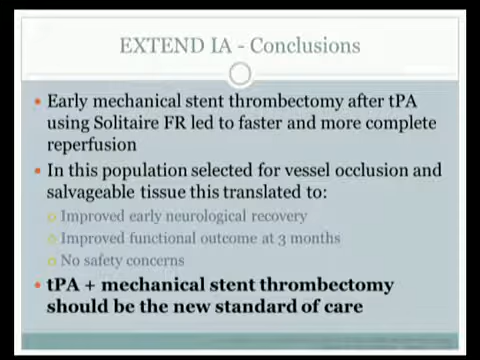 EXTEND IA - Conclusions
• Early mechanical stent thrombectomy after tPA
using Solitaire FR led to faster and more complete
reperfusion
• In this population selected for vessel occlusion and
salvageable tissue this translated to:
Improved early neurological recovery
Improved functional outcome at 3 months
No safety concerns
• tPA + mechanical stent thrombectomy
should be the new standard of care